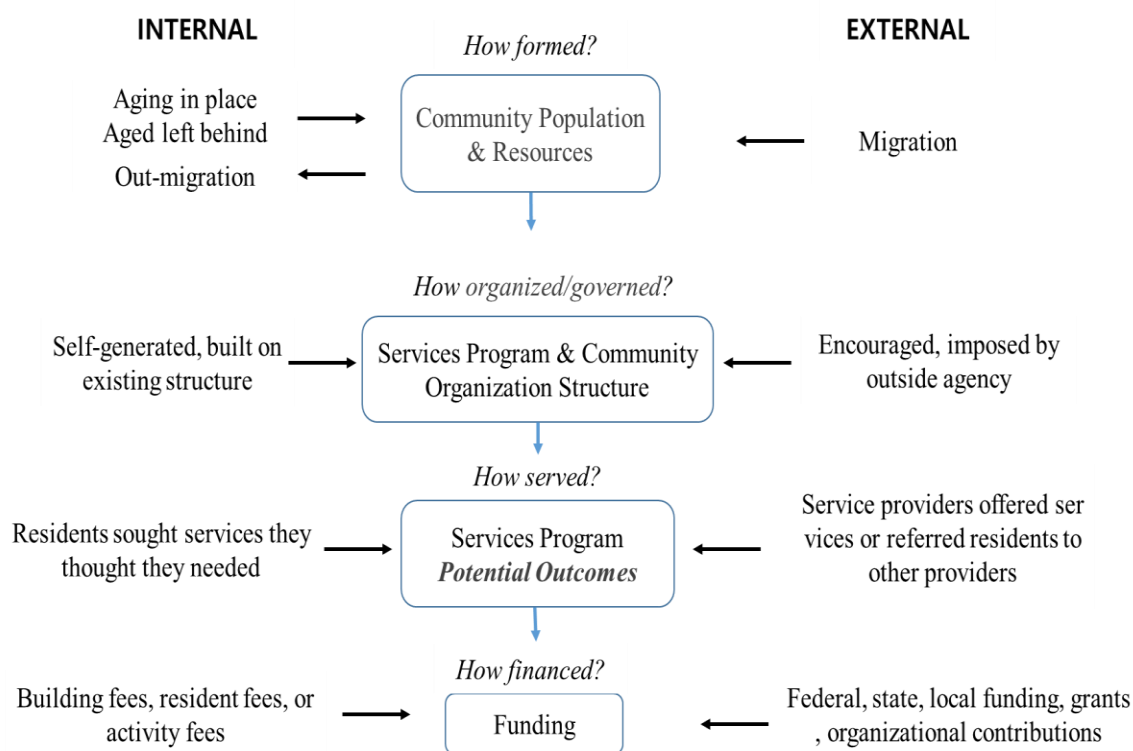 INTERNAL
How formed?
EXTERNAL
Aging in place
Aged left behind
Out-migration
Community Population
& Resources
Migration
How organized/governed?
Self-generated, built on
existing structure
Services Program & Community
Organization Structure
Encouraged, imposed by
outside agency
How served?
Residents sought services they
thought they needed
Services Program
Potential Outcomes
Service providers offered ser
vices or referred residents to
other providers
How financed?
Building fees, resident fees, or
activity fees
Funding
Federal, state, local funding, grants
, organizational contributions